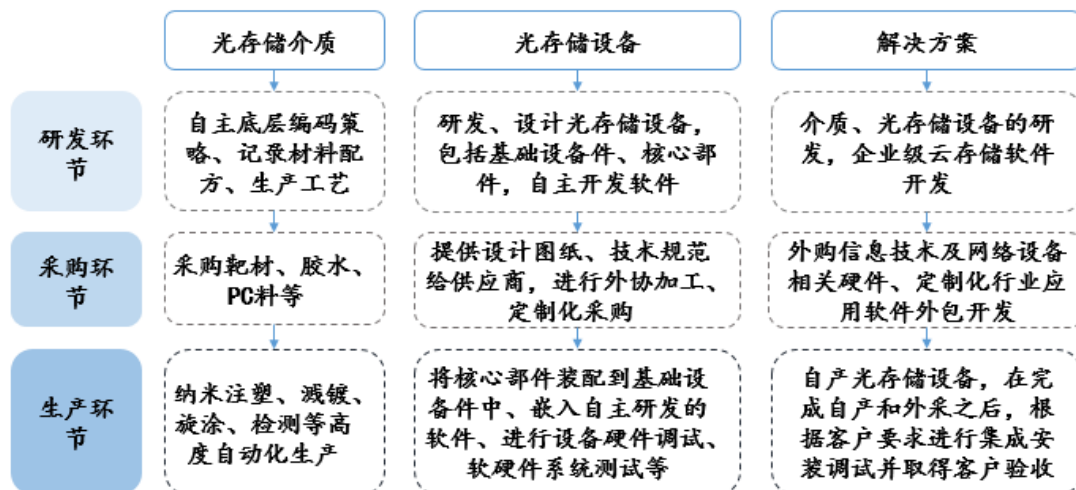 光存储介质
光存储设备
解决方案
研发环
节
自主底层编码策
略、记录材料配
方、生产工艺
研发、设计光存储设备，
包括基础设备件、核心部
件，自主开发软件
介质、光存储设备的研
发，企业级云存储软件
开发
采购环
节
采购靶材、胶水、
PC料等
提供设计图纸、技术规范
给供应商，进行外协加工、
定制化采购
外购信息技术及网络设备
相关硬件、定制化行业应
用软件外包开发
生产环
节
纳米注塑、溅镀、
旋涂、检测等高
度自动化生产
将核心部件装配到基础设
备件中、嵌入自主研发的
软件、进行设备硬件调试、
软硬件系统测试等
自产光存储设备，在完
成自产和外采之后，根
据客户要求进行集成安
装调试并取得客户验收